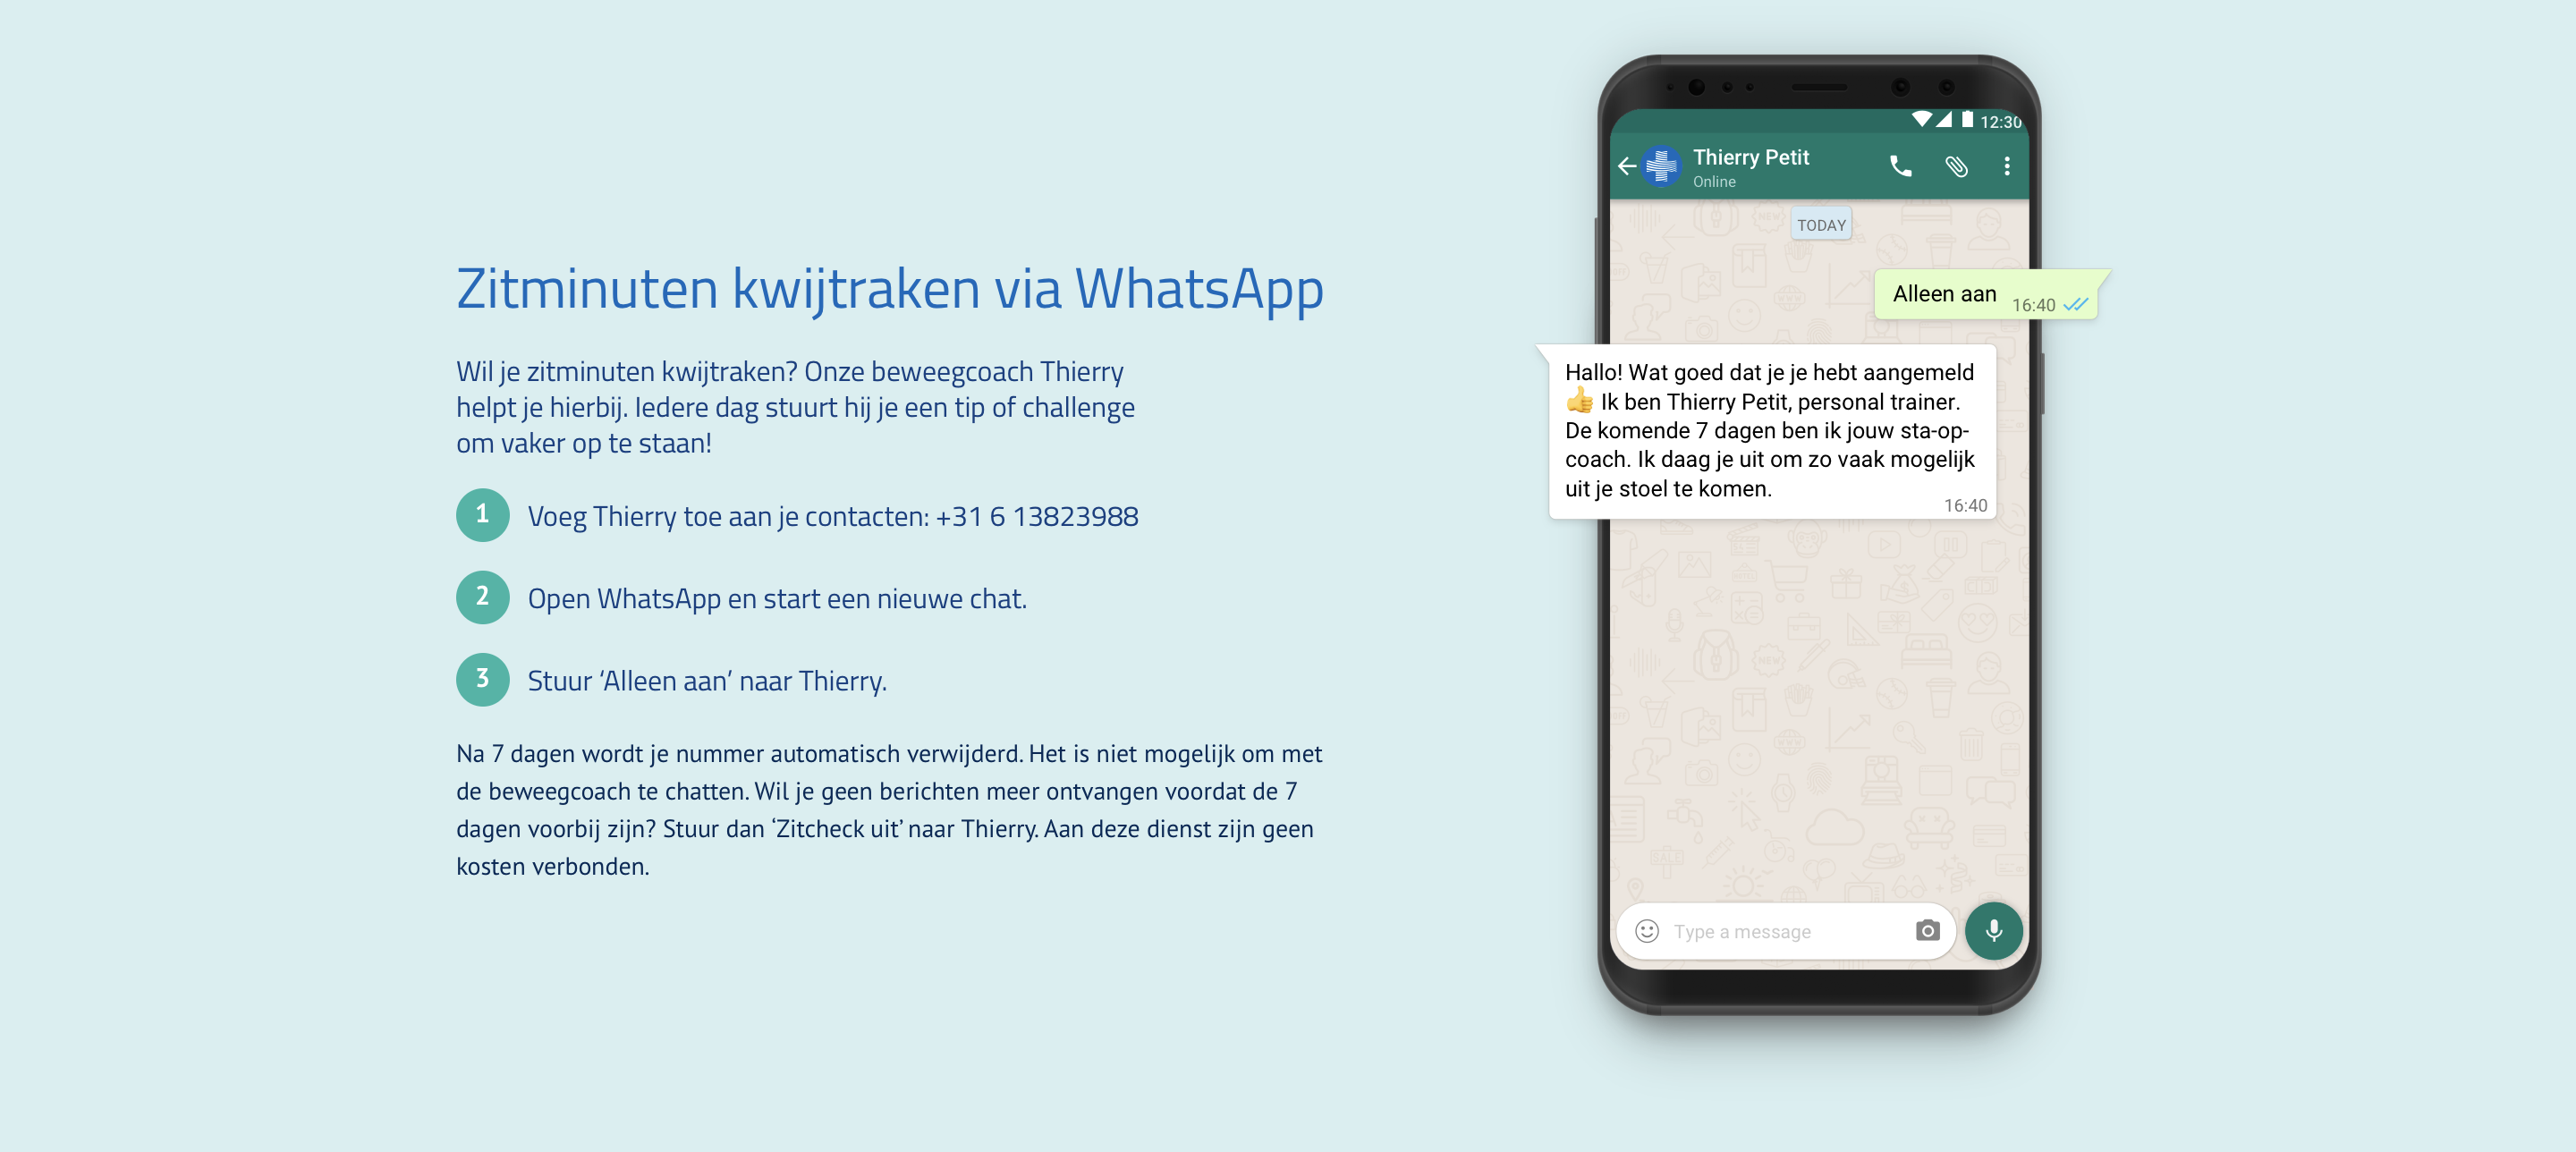 Zitminuten kwijtraken via WhatsApp
Wil je zitminuten kwijtraken? Onze beweegcoach Thierry
helpt je hierbij. Iedere dag stuurt hij je een tip of challenge
om vaker op te staan!
1 Voeg Thierry toe aan je contacten: +31 6 13823988
2 Open WhatsApp en start een nieuwe chat.
3 Stuur ‘Alleen aan’ naar Thierry.
Na 7 dagen wordt je nummer automatisch verwijderd. Het is niet mogelijk om met
de beweegcoach te chatten. Wil je geen berichten meer ontvangen voordat de 7
dagen voorbij zijn? Stuur dan ‘Zitcheck uit’ naar Thierry. Aan deze dienst zijn geen
kosten verbonden.
12:30
Thierry Petit
Online
TODAY
Alleen aan 16:40
Hallo! Wat goed dat je je hebt aangemeld
👍 Ik ben Thierry Petit, personal trainer.
De komende 7 dagen ben ik jouw sta-op-
coach. Ik daag je uit om zo vaak mogelijk
uit je stoel te komen.
16:40
Type a message